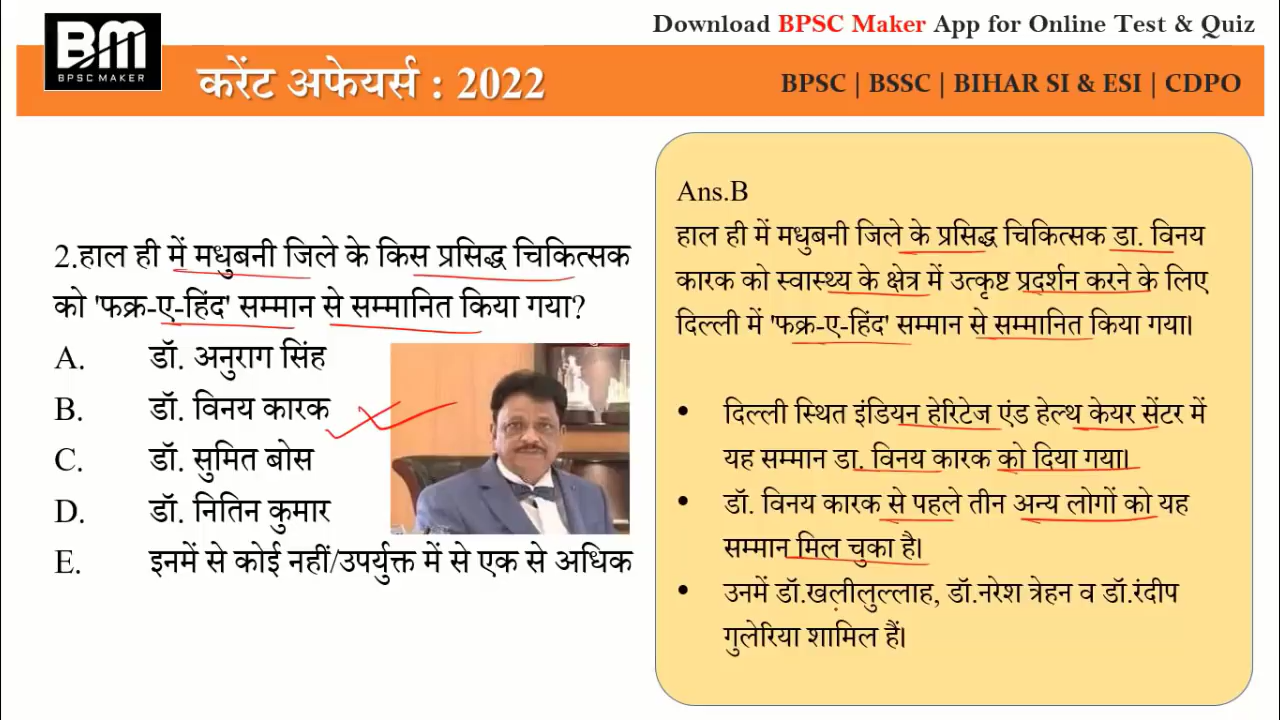 BM
BPSC MAKER
Download BPSC Maker App for Online Test & Quiz
करेंट अफेयर्स : 2022
BPSC | BSSC | BIHAR SI & ESI | CDPO
2.हाल ही में मधुबनी जिले के किस प्रसिद्ध चिकित्सक
को 'फक्र-ए-हिंद' सम्मान से सम्मानित किया गया?
A. डॉ. अनुराग सिंह
B. डॉ. विनय कारक
C. डॉ. सुमित बोस
D. डॉ. नितिन कुमार
E. इनमें से कोई नहीं/उपर्युक्त में से एक से अधिक
Ans.B
हाल ही में मधुबनी जिले के प्रसिद्ध चिकित्सक डा. विनय
कारक को स्वास्थ्य के क्षेत्र में उत्कृष्ट प्रदर्शन करने के लिए
दिल्ली में 'फक्र-ए-हिंद' सम्मान से सम्मानित किया गया।
• दिल्ली स्थित इंडियन हेरिटेज एंड हेल्थ केयर सेंटर में
यह सम्मान डा. विनय कारक को दिया गया।
• डॉ. विनय कारक से पहले तीन अन्य लोगों को यह
सम्मान मिल चुका है।
• उनमें डॉ.खलीलुल्लाह, डॉ.नरेश त्रेहन व डॉ.रंदीप
गुलेरिया शामिल हैं।